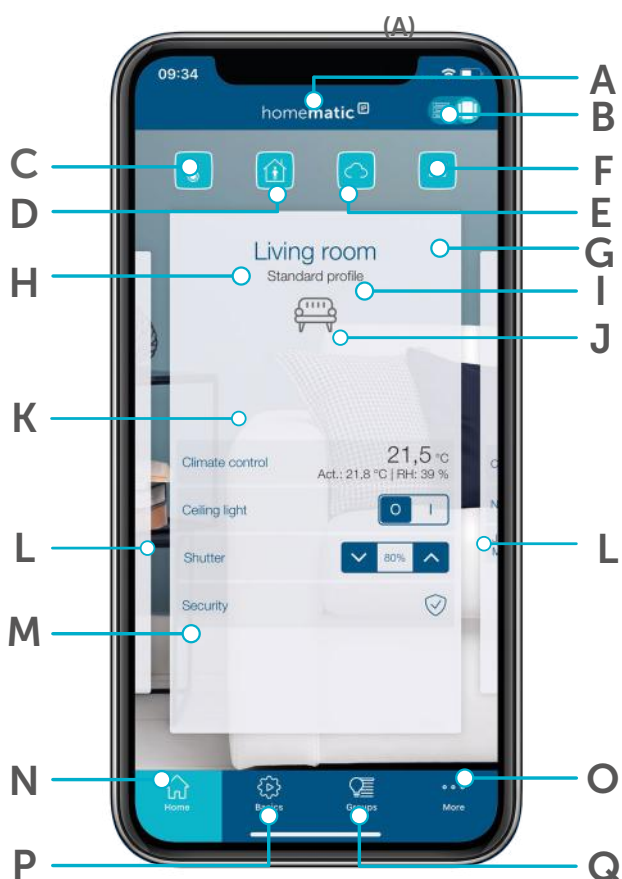 (A)
09:34
A
homematic IP
B
C
F
D
E
Living room
G
H
Standard profile
I
J
K
Climate control
21,5 °C
Act.: 21,8 °C | RH: 39 %
Ceiling light
O I
L
Shutter
80%
L
Security
M
N
Home
Basics
Groups
More
O
P
Q